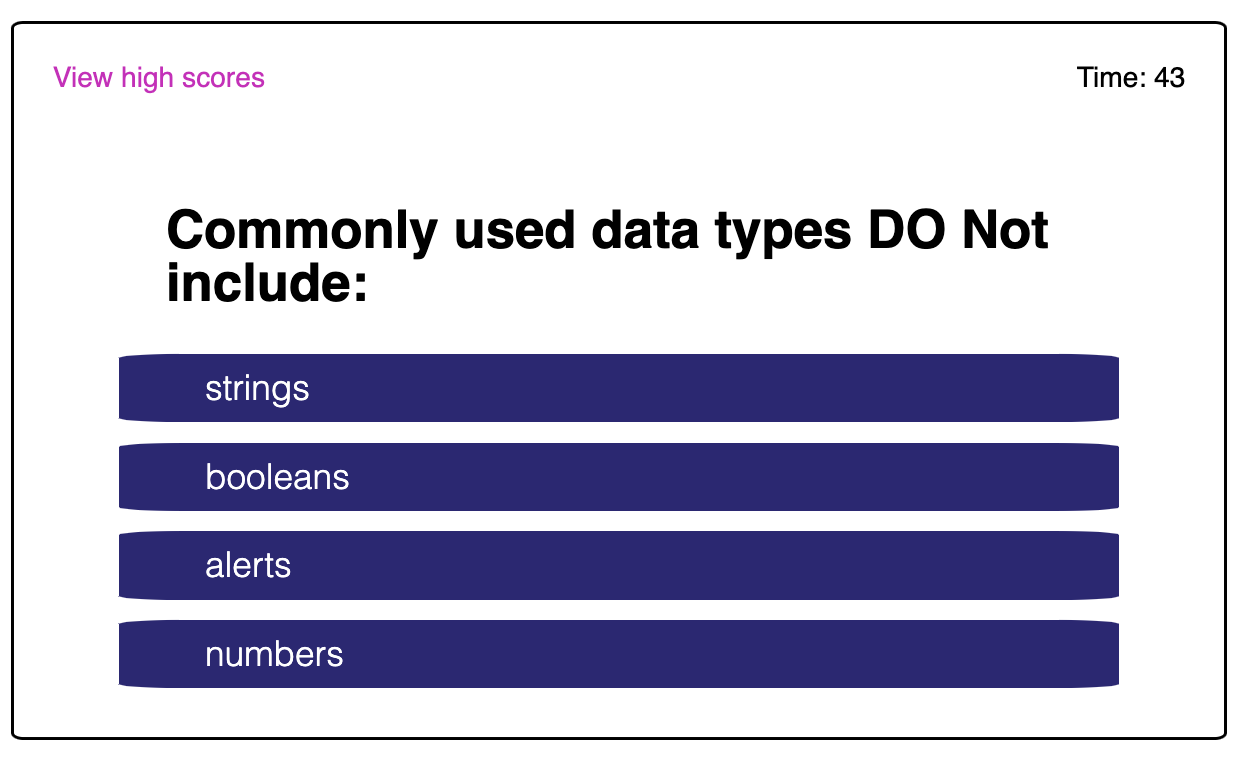 View high scores
Time: 43
Commonly used data types DO Not
include:
strings
booleans
alerts
numbers